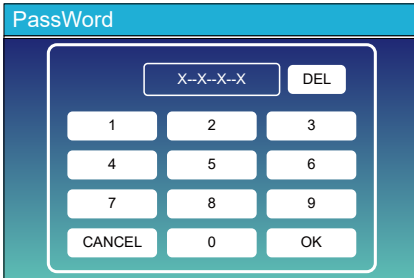 PassWord
X--X--X--X DEL
1 2 3
4 5 6
7 8 9
CANCEL 0 OK